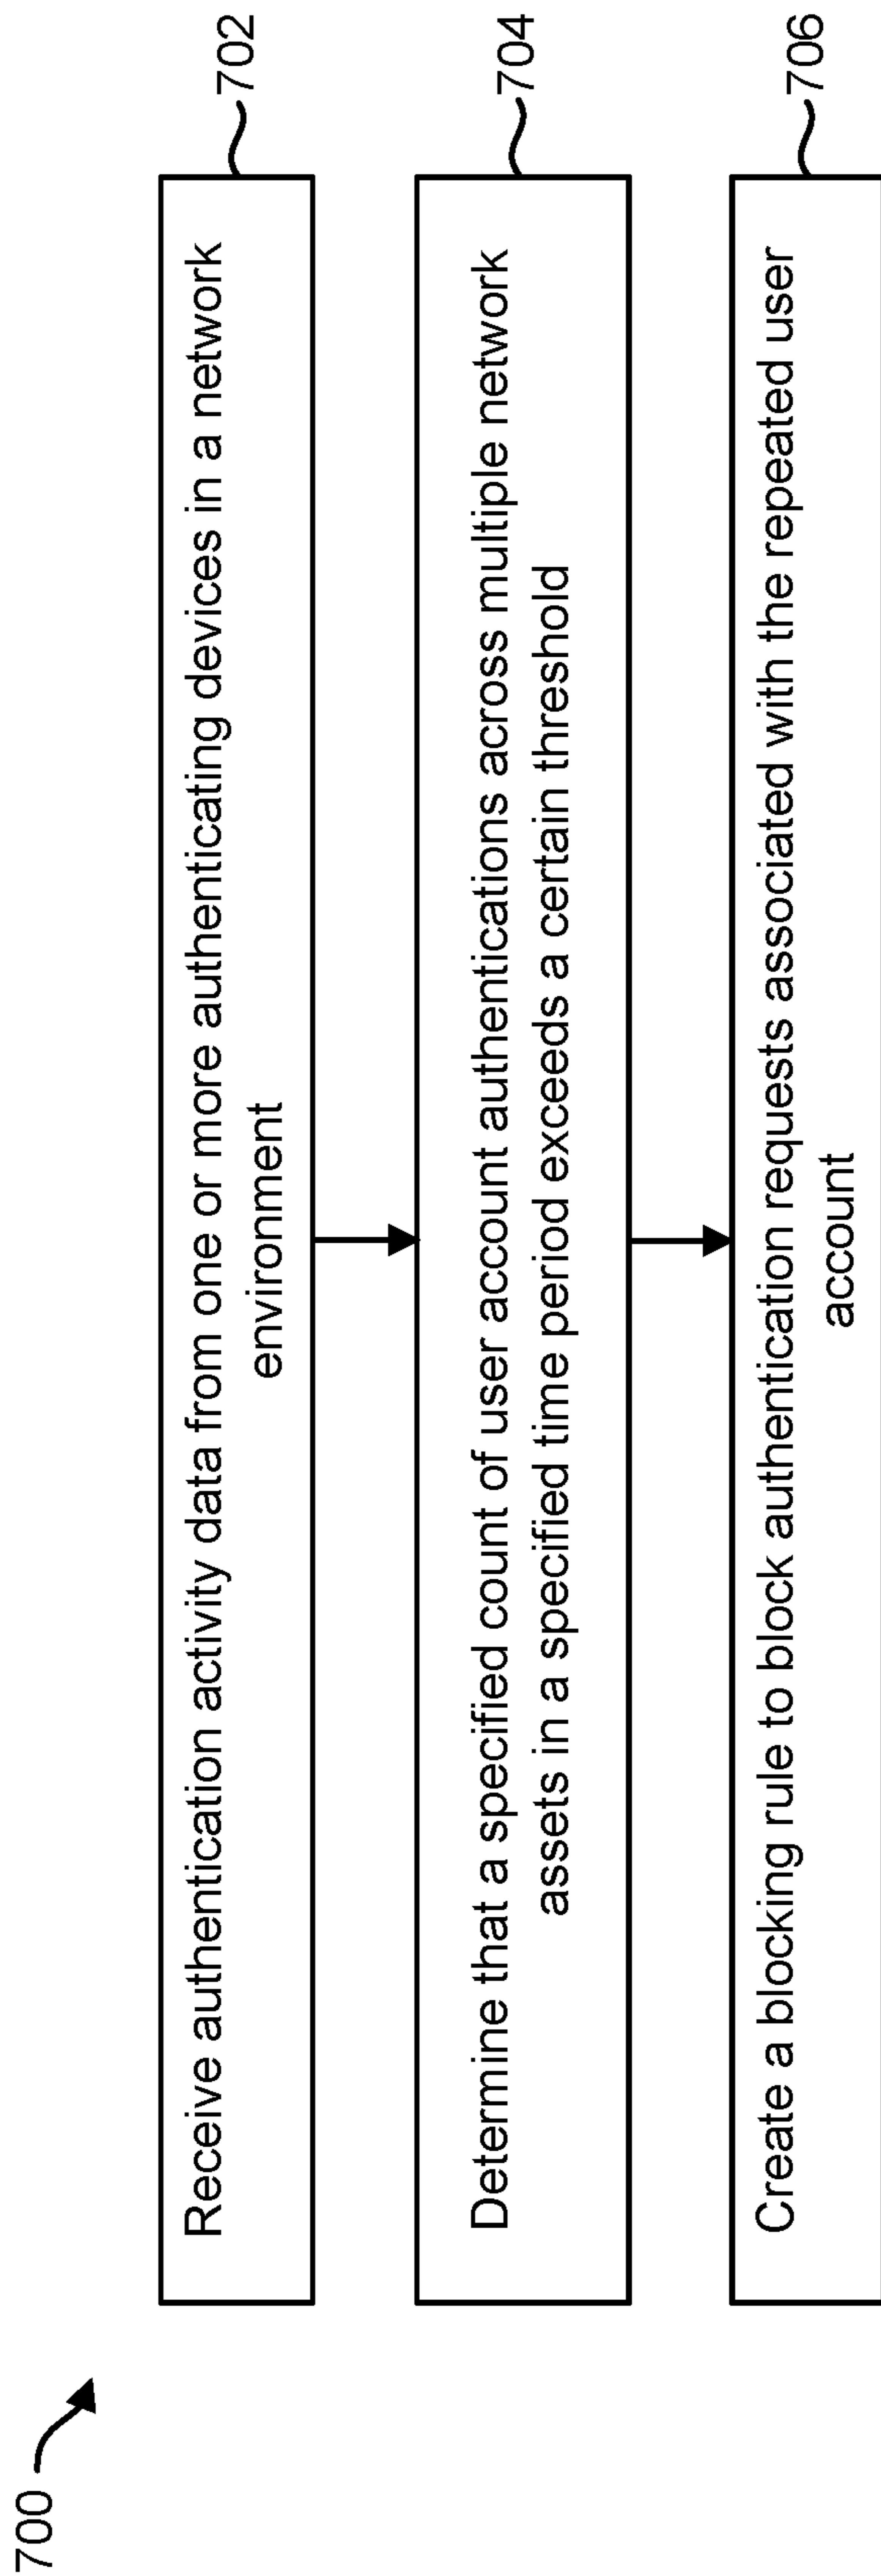 700
Receive authentication activity data from one or more authenticating devices in a network
environment
702
Determine that a specified count of user account authentications across multiple network
assets in a specified time period exceeds a certain threshold
704
Create a blocking rule to block authentication requests associated with the repeated user
account
706